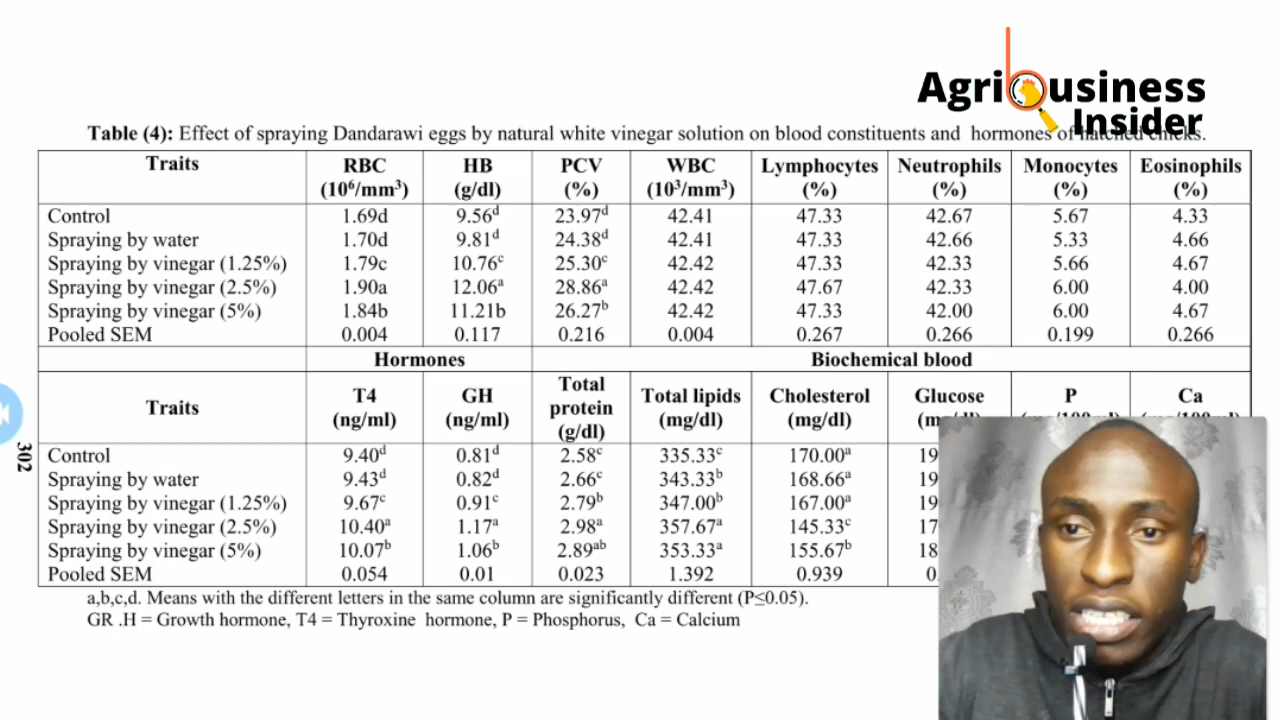 Agribusiness
Insider
Table (4): Effect of spraying Dandarawi eggs by natural white vinegar solution on blood constituents and hormones of hatched chicks.
Traits RBC HB PCV WBC Lymphocytes Neutrophils Monocytes Eosinophils
(10⁶/mm³) (g/dl) (%) (10³/mm³) (%) (%) (%) (%)
Control 1.69d 9.56ᵈ 23.97ᵈ 42.41 47.33 42.67 5.67 4.33
Spraying by water 1.70d 9.81ᵈ 24.38ᵈ 42.41 47.33 42.66 5.33 4.66
Spraying by vinegar (1.25%) 1.79c 10.76ᶜ 25.30ᶜ 42.42 47.33 42.33 5.66 4.67
Spraying by vinegar (2.5%) 1.90a 12.06ᵃ 28.86ᵃ 42.42 47.67 42.33 6.00 4.00
Spraying by vinegar (5%) 1.84b 11.21b 26.27ᵇ 42.42 47.33 42.00 6.00 4.67
Pooled SEM 0.004 0.117 0.216 0.004 0.267 0.266 0.199 0.266
Hormones Biochemical blood
Traits T4 GH Total protein Total lipids Cholesterol Glucose P Ca
(ng/ml) (ng/ml) (g/dl) (mg/dl) (mg/dl)
Control 9.40ᵈ 0.81ᵈ 2.58ᶜ 335.33ᶜ 170.00ᵃ 19
Spraying by water 9.43ᵈ 0.82ᵈ 2.66ᶜ 343.33ᵇ 168.66ᵃ 19
Spraying by vinegar (1.25%) 9.67ᶜ 0.91ᶜ 2.79ᵇ 347.00ᵇ 167.00ᵃ 19
Spraying by vinegar (2.5%) 10.40ᵃ 1.17ᵃ 2.98ᵃ 357.67ᵃ 145.33ᶜ 17
Spraying by vinegar (5%) 10.07ᵇ 1.06ᵇ 2.89ᵃᵇ 353.33ᵃ 155.67ᵇ 18
Pooled SEM 0.054 0.01 0.023 1.392 0.939 0.
a,b,c,d. Means with the different letters in the same column are significantly different (P≤0.05).
GR .H = Growth hormone, T4 = Thyroxine hormone, P = Phosphorus, Ca = Calcium
302